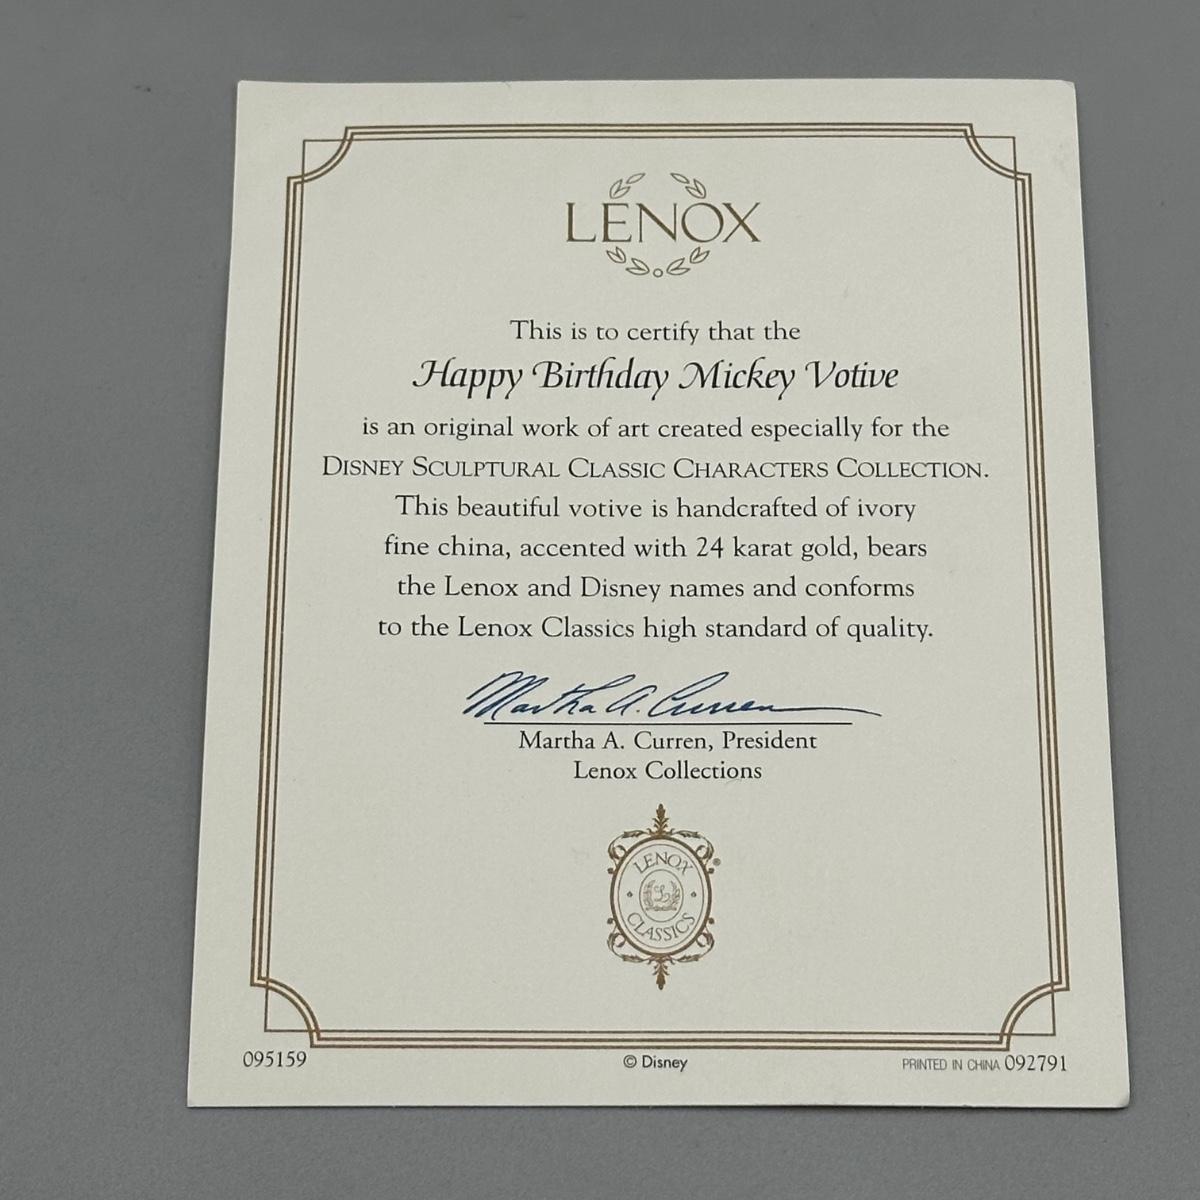 LENOX
This is to certify that the
Happy Birthday Mickey Votive
is an original work of art created especially for the
DISNEY SCULPTURAL CLASSIC CHARACTERS COLLECTION.
This beautiful votive is handcrafted of ivory
fine china, accented with 24 karat gold, bears
the Lenox and Disney names and conforms
to the Lenox Classics high standard of quality.
Martha A. Curren
Martha A. Curren, President
Lenox Collections
LENOX ®
L
CLASSICS
095159
© Disney
PRINTED IN CHINA 092791